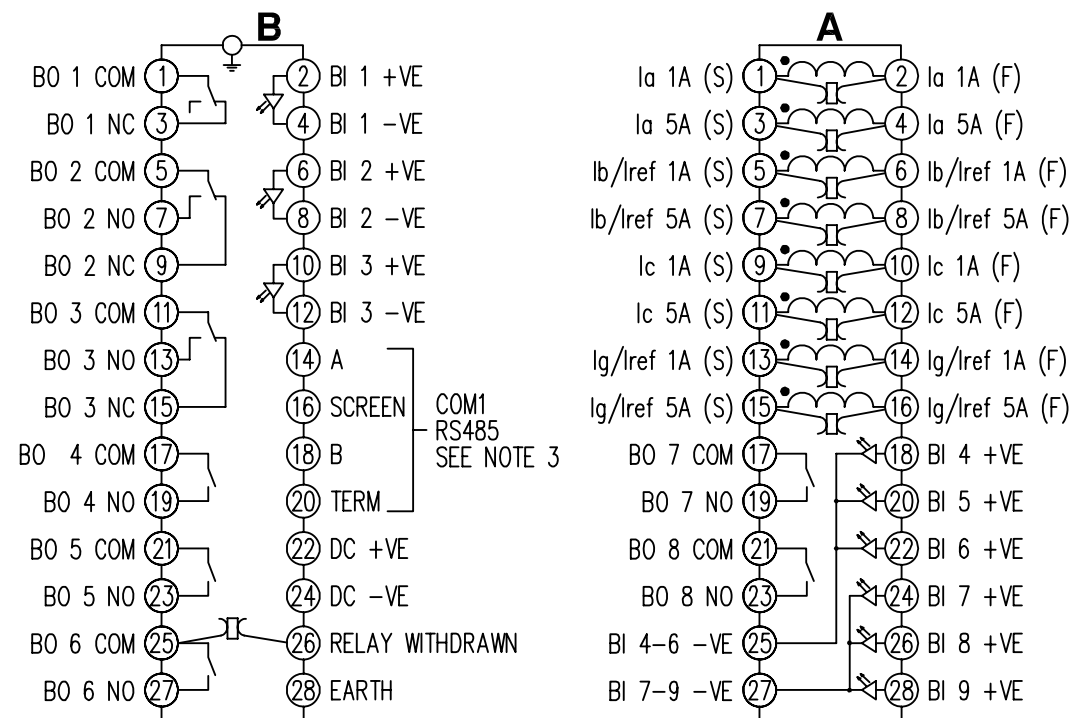 B
BO 1 COM 1 2 BI 1 +VE
BO 1 NC 3 4 BI 1 -VE
BO 2 COM 5 6 BI 2 +VE
BO 2 NO 7 8 BI 2 -VE
BO 2 NC 9 10 BI 3 +VE
BO 3 COM 11 12 BI 3 -VE
BO 3 NO 13 14 A
BO 3 NC 15 16 SCREEN
BO 4 COM 17 18 B
BO 4 NO 19 20 TERM
COM1
RS485
SEE NOTE 3
BO 5 COM 21 22 DC +VE
BO 5 NO 23 24 DC -VE
BO 6 COM 25 26 RELAY WITHDRAWN
BO 6 NO 27 28 EARTH
A
Ia 1A (S) 1 2 Ia 1A (F)
Ia 5A (S) 3 4 Ia 5A (F)
Ib/Iref 1A (S) 5 6 Ib/Iref 1A (F)
Ib/Iref 5A (S) 7 8 Ib/Iref 5A (F)
Ic 1A (S) 9 10 Ic 1A (F)
Ic 5A (S) 11 12 Ic 5A (F)
Ig/Iref 1A (S) 13 14 Ig/Iref 1A (F)
Ig/Iref 5A (S) 15 16 Ig/Iref 5A (F)
BO 7 COM 17 18 BI 4 +VE
BO 7 NO 19 20 BI 5 +VE
BO 8 COM 21 22 BI 6 +VE
BO 8 NO 23 24 BI 7 +VE
BI 4-6 -VE 25 26 BI 8 +VE
BI 7-9 -VE 27 28 BI 9 +VE